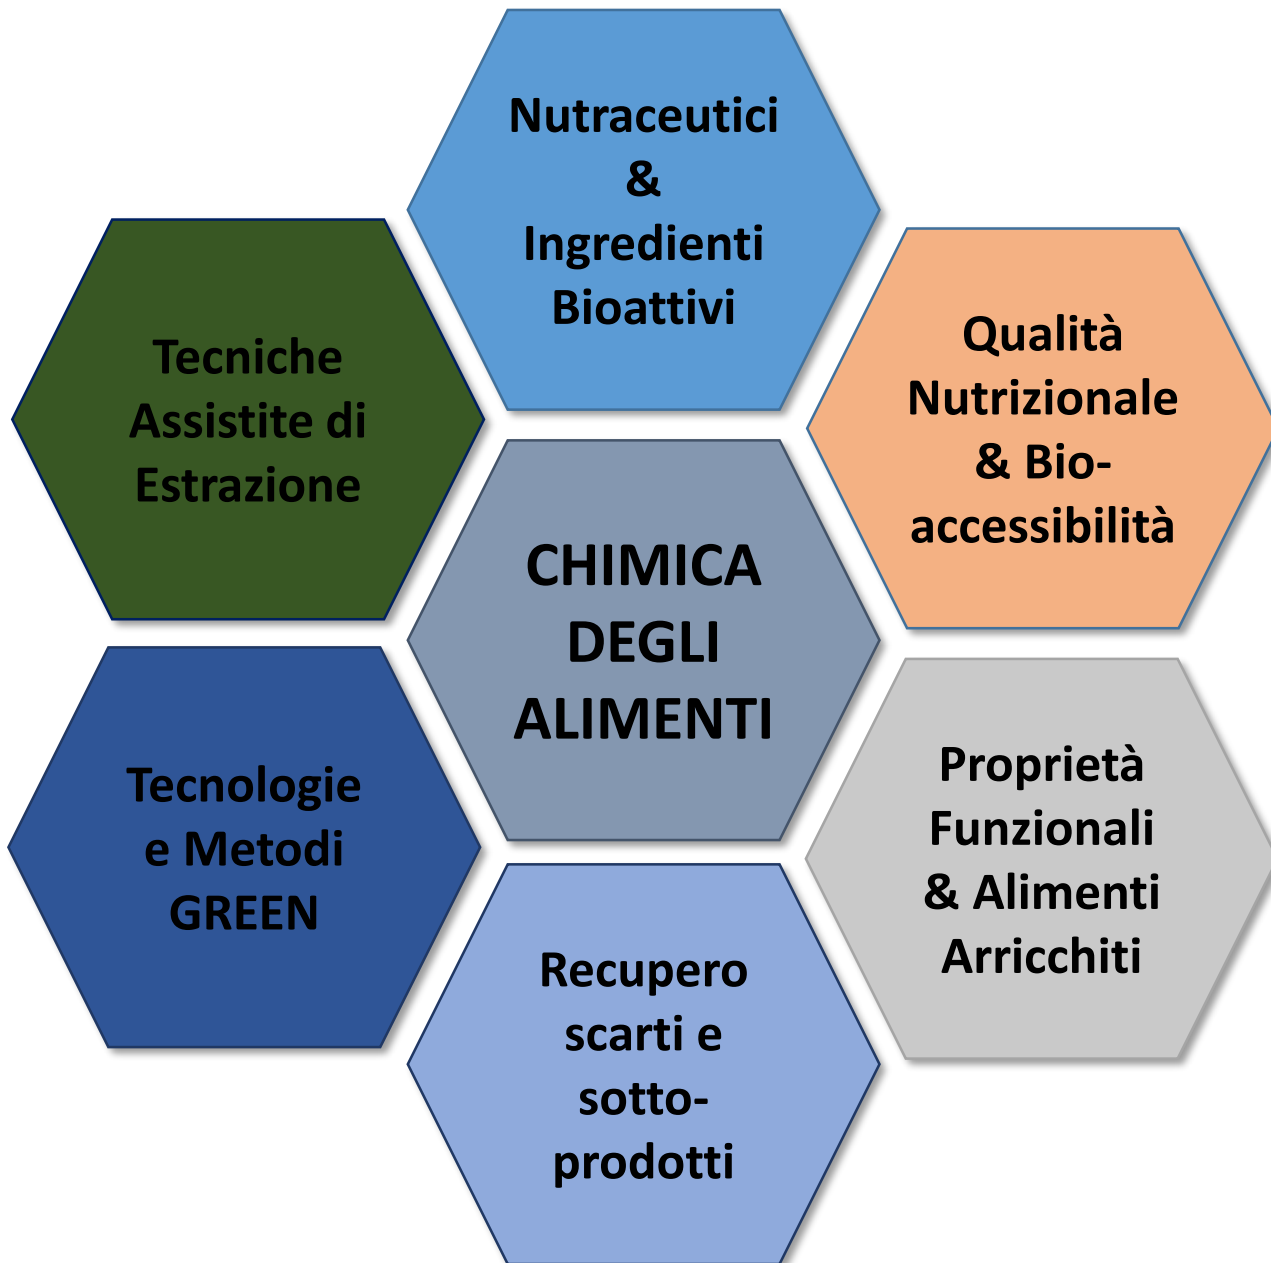 Nutraceutici
&
Ingredienti
Bioattivi
Tecniche
Assistite di
Estrazione
Qualità
Nutrizionale
& Bio-
accessibilità
CHIMICA
DEGLI
ALIMENTI
Tecnologie
e Metodi
GREEN
Proprietà
Funzionali
& Alimenti
Arricchiti
Recupero
scarti e
sotto-
prodotti